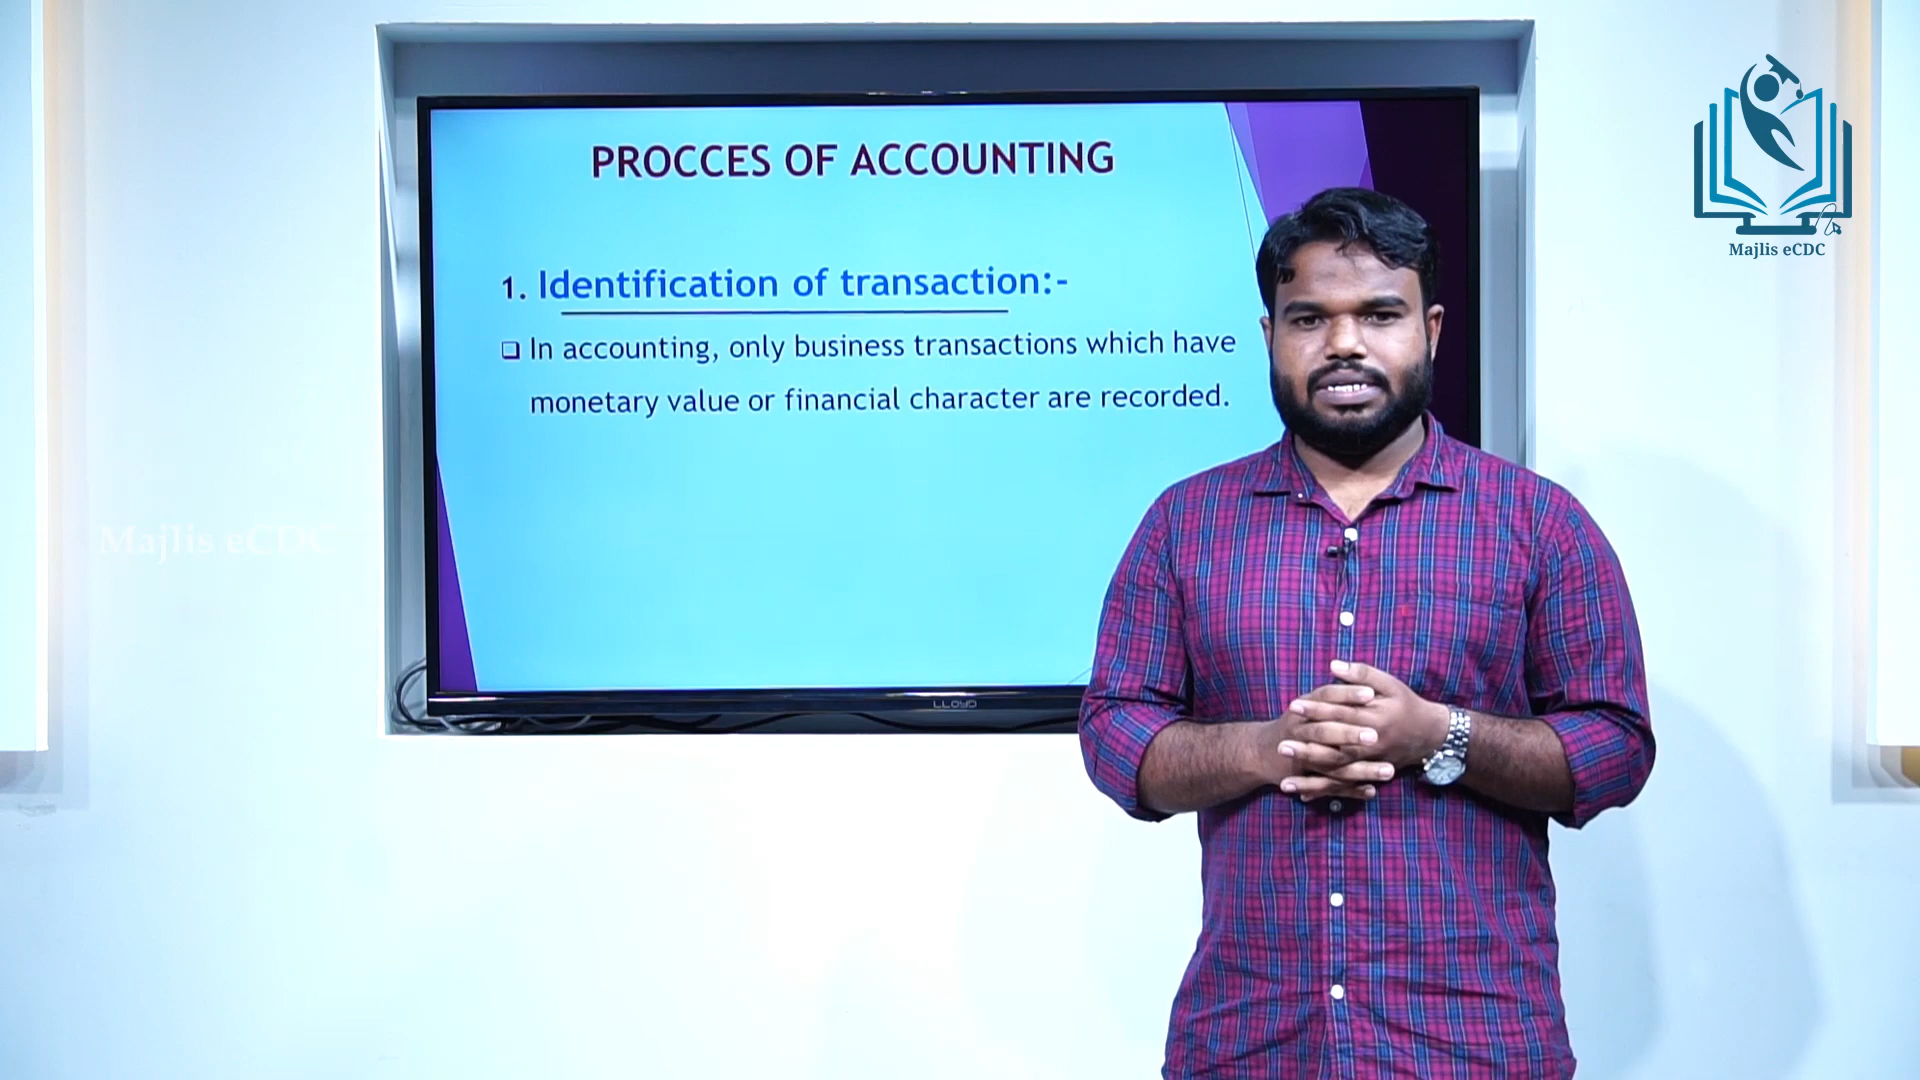 PROCCES OF ACCOUNTING
1. Identification of transaction:-
❑ In accounting, only business transactions which have
monetary value or financial character are recorded.
LLOYD
Majlis eCDC
Majlis eCDC